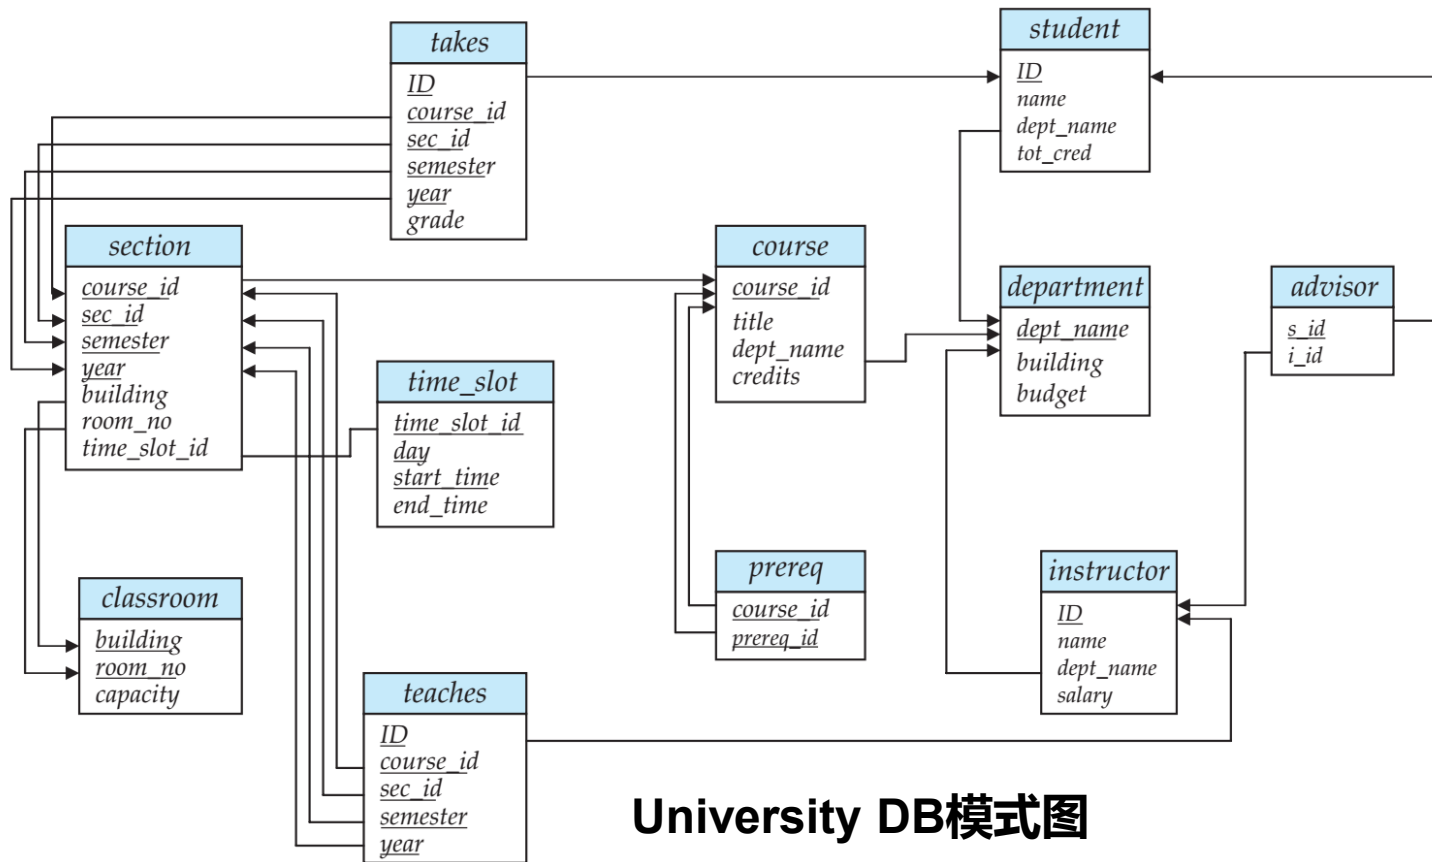 takes
ID
course_id
sec_id
semester
year
grade
student
ID
name
dept_name
tot_cred
section
course_id
sec_id
semester
year
building
room_no
time_slot_id
course
course_id
title
dept_name
credits
department
dept_name
building
budget
advisor
s_id
i_id
time_slot
time_slot_id
day
start_time
end_time
prereq
course_id
prereq_id
instructor
ID
name
dept_name
salary
classroom
building
room_no
capacity
teaches
ID
course_id
sec_id
semester
year
University DB模式图